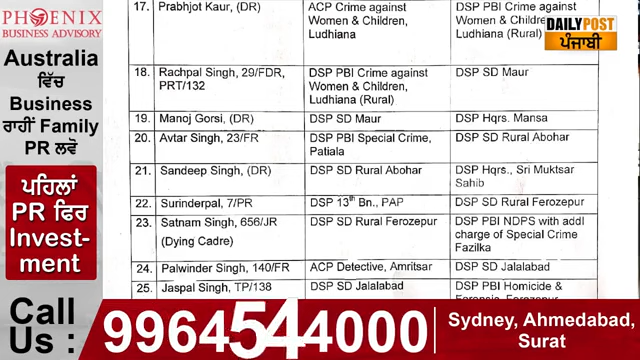 PHOENIX
BUSINESS ADVISORY
Australia
ਵਿੱਚ
Business
ਰਾਹੀਂ Family
PR ਲਵੋ
ਪਹਿਲਾਂ
PR ਫਿਰ
Invest-
ment
DAILYPOST
ਪੰਜਾਬੀ
17. Prabhjot Kaur, (DR) ACP Crime against DSP PBI Crime against
Women & Children, Women & Children,
Ludhiana Ludhiana (Rural)
18. Rachpal Singh, 29/FDR, DSP PBI Crime against DSP SD Maur
PRT/132 Women & Children,
Ludhiana (Rural)
19. Manoj Gorsi, (DR) DSP SD Maur DSP Hqrs. Mansa
20. Avtar Singh, 23/FR DSP PBI Special Crime, DSP SD Rural Abohar
Patiala
21. Sandeep Singh, (DR) DSP SD Rural Abohar DSP Hqrs., Sri Muktsar
Sahib
22. Surinderpal, 7/PR DSP 13th Bn., PAP DSP SD Rural Ferozepur
23. Satnam Singh, 656/JR DSP SD Rural Ferozepur DSP PBI NDPS with addl
(Dying Cadre) charge of Special Crime
Fazilka
24. Palwinder Singh, 140/FR ACP Detective, Amritsar DSP SD Jalalabad
25. Jaspal Singh, TP/138 DSP SD Jalalabad DSP PBI Homicide &
Call
Us :
9964544000
Sydney, Ahmedabad,
Surat